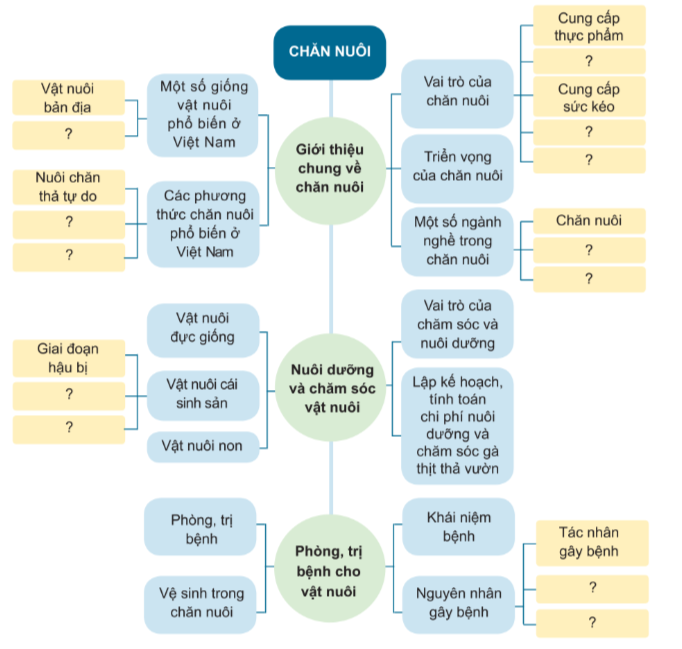 CHĂN NUÔI
Giới thiệu
chung về
chăn nuôi
Một số giống
vật nuôi
phổ biến ở
Việt Nam
Vật nuôi
bản địa
?
Các phương
thức chăn nuôi
phổ biến ở
Việt Nam
Nuôi chăn
thả tự do
?
?
Vai trò của
chăn nuôi
Cung cấp
thực phẩm
?
Cung cấp
sức kéo
?
?
Triển vọng
của chăn nuôi
Một số ngành
nghề trong
chăn nuôi
Chăn nuôi
?
?
Nuôi dưỡng
và chăm sóc
vật nuôi
Vật nuôi
đực giống
Vật nuôi cái
sinh sản
Giai đoạn
hậu bị
?
?
Vật nuôi non
Vai trò của
chăm sóc và
nuôi dưỡng
Lập kế hoạch,
tính toán
chi phí nuôi
dưỡng và
chăm sóc gà
thịt thả vườn
Phòng, trị
bệnh cho
vật nuôi
Phòng, trị
bệnh
Vệ sinh trong
chăn nuôi
Khái niệm
bệnh
Nguyên nhân
gây bệnh
Tác nhân
gây bệnh
?
?